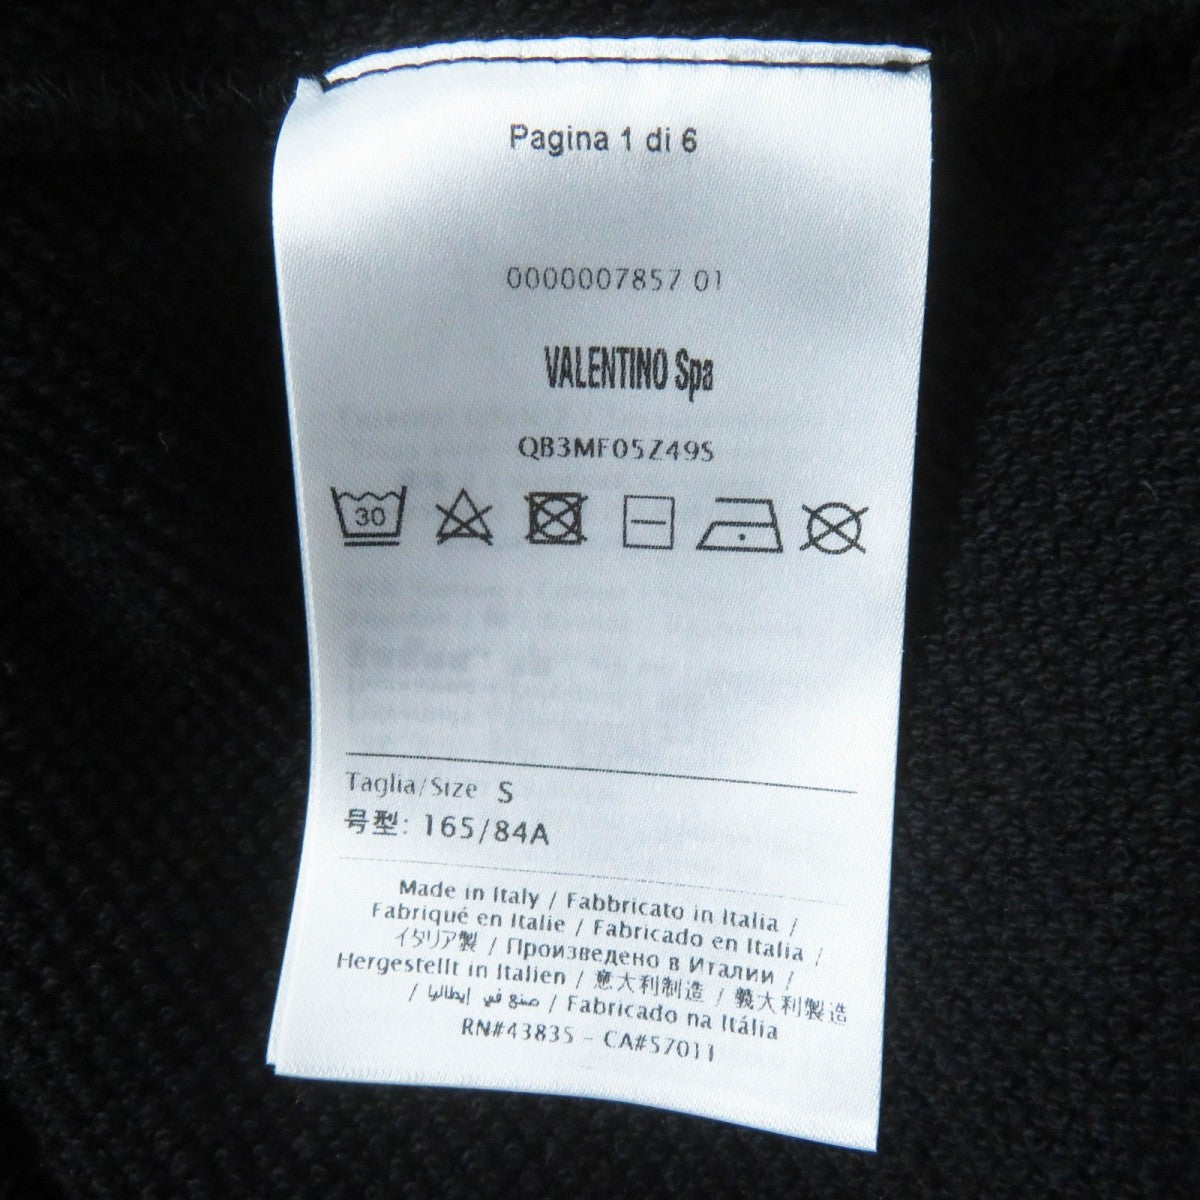 Pagina 1 di 6
0000007857 01
VALENTINO Spa
QB3MF05Z49S
30
Taglia/Size S
号型: 165/84A
Made in Italy / Fabbricato in Italia /
Fabriqué en Italie / Fabricado en Italia /
イタリア製 / Произведено в Италии /
Hergestellt in Italien / 意大利制造 / 義大利製造
/ صنع في إيطاليا / Fabricado na Itália
RN#43835 - CA#57011